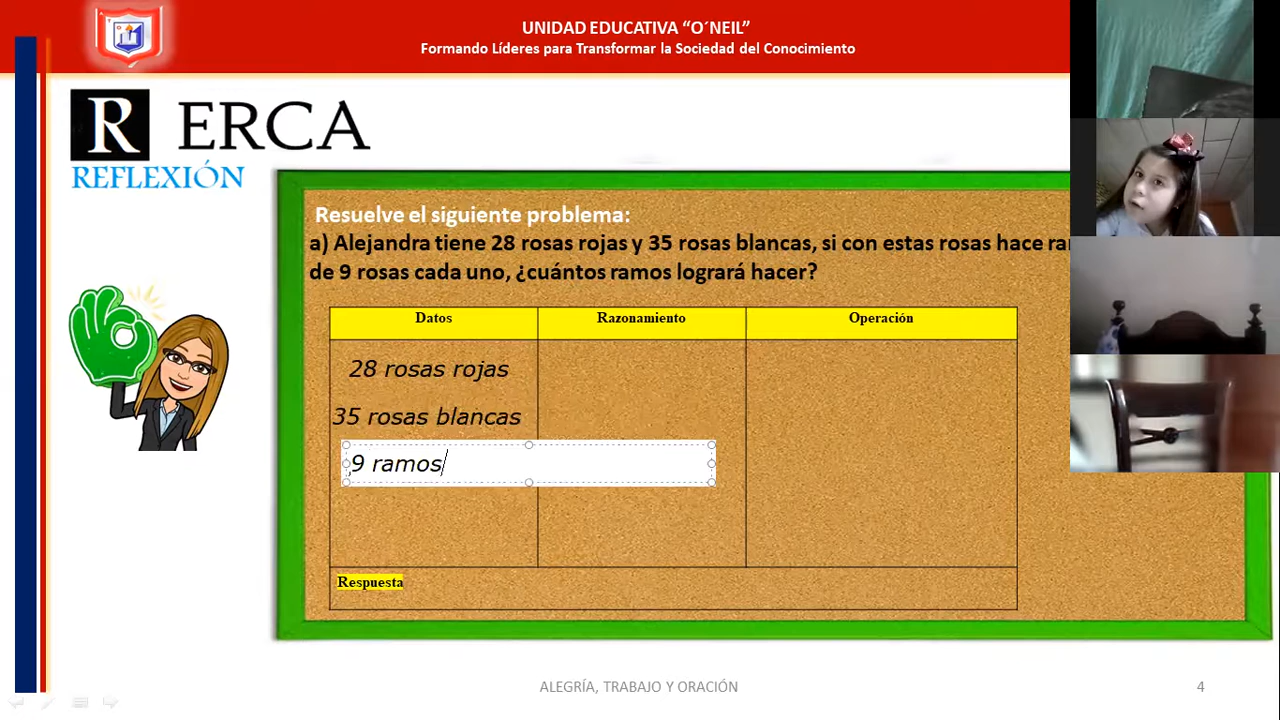 UNIDAD EDUCATIVA “O´NEIL”
Formando Líderes para Transformar la Sociedad del Conocimiento
R ERCA
REFLEXIÓN
Resuelve el siguiente problema:
a) Alejandra tiene 28 rosas rojas y 35 rosas blancas, si con estas rosas hace
de 9 rosas cada uno, ¿cuántos ramos logrará hacer?
Datos Razonamiento Operación
28 rosas rojas
35 rosas blancas
9 ramos
Respuesta
ALEGRÍA, TRABAJO Y ORACIÓN 4